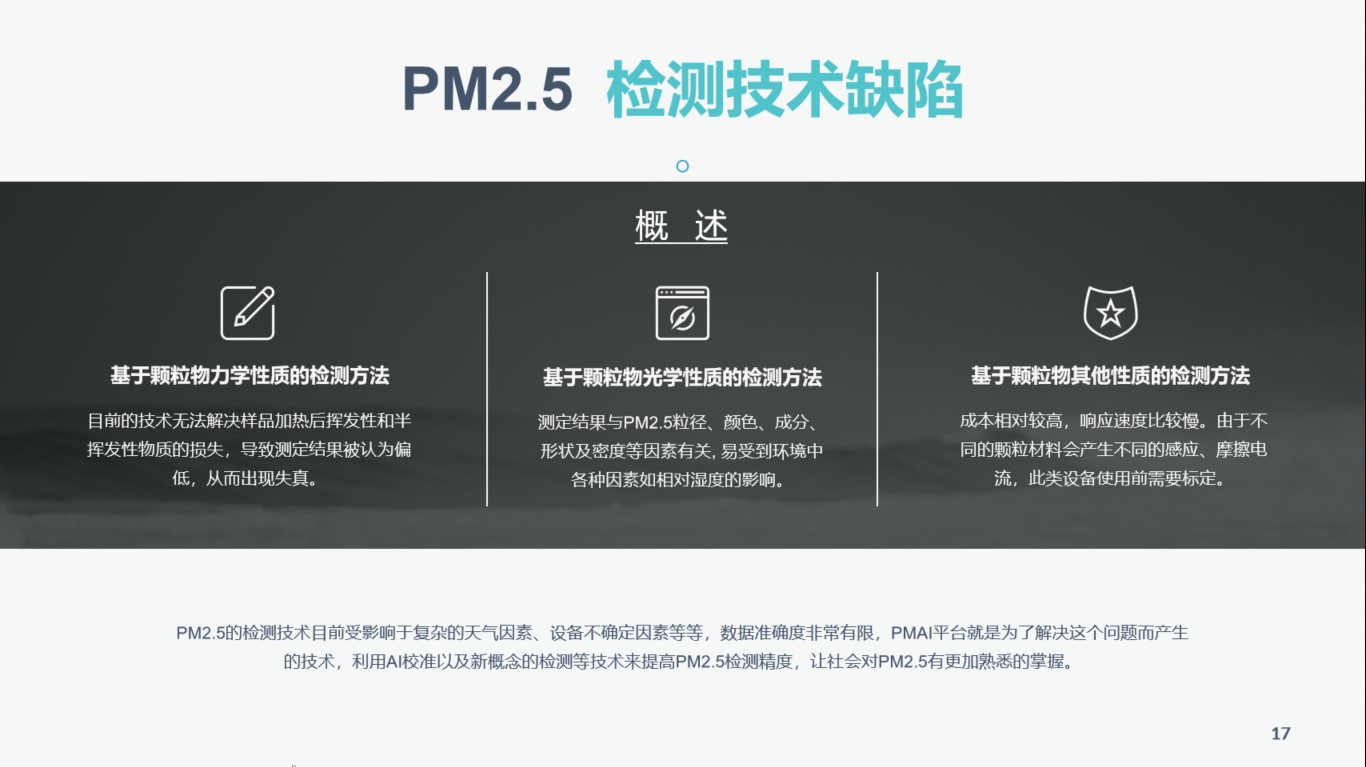 PM2.5 检测技术缺陷
概 述
基于颗粒物力学性质的检测方法
目前的技术无法解决样品加热后挥发性和半
挥发性物质的损失，导致测定结果被认为偏
低，从而出现失真。
基于颗粒物光学性质的检测方法
测定结果与PM2.5粒径、颜色、成分、
形状及密度等因素有关, 易受到环境中
各种因素如相对湿度的影响。
基于颗粒物其他性质的检测方法
成本相对较高，响应速度比较慢。由于不
同的颗粒材料会产生不同的感应、摩擦电
流，此类设备使用前需要标定。
PM2.5的检测技术目前受影响于复杂的天气因素、设备不确定因素等等，数据准确度非常有限，PMAI平台就是为了解决这个问题而产生
的技术，利用AI校准以及新概念的检测等技术来提高PM2.5检测精度，让社会对PM2.5有更加熟悉的掌握。
17